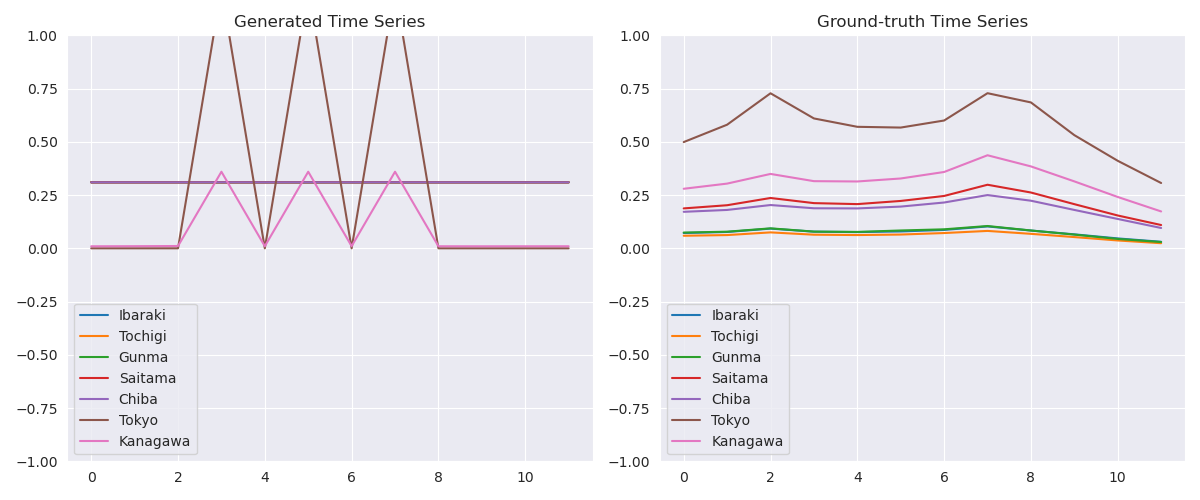 Generated Time Series
1.00
0.75
0.50
0.25
0.00
−0.25
−0.50
−0.75
−1.00
Ibaraki
Tochigi
Gunma
Saitama
Chiba
Tokyo
Kanagawa
0 2 4 6 8 10
Ground-truth Time Series
1.00
0.75
0.50
0.25
0.00
−0.25
−0.50
−0.75
−1.00
Ibaraki
Tochigi
Gunma
Saitama
Chiba
Tokyo
Kanagawa
0 2 4 6 8 10